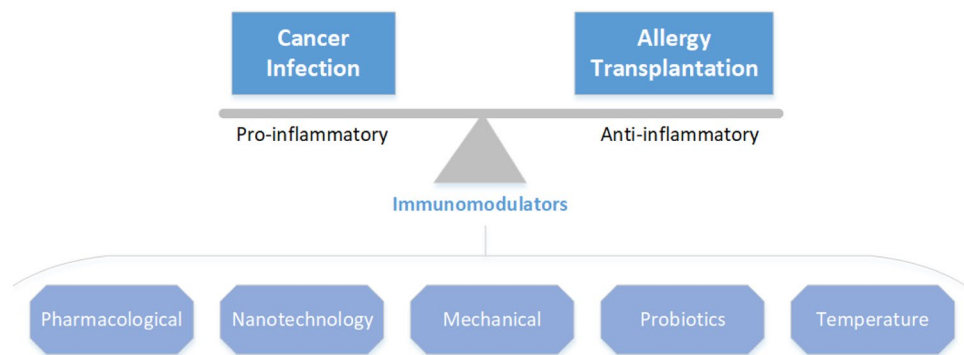 Cancer
Infection
Allergy
Transplantation
Pro-inflammatory
Anti-inflammatory
Immunomodulators
Pharmacological
Nanotechnology
Mechanical
Probiotics
Temperature